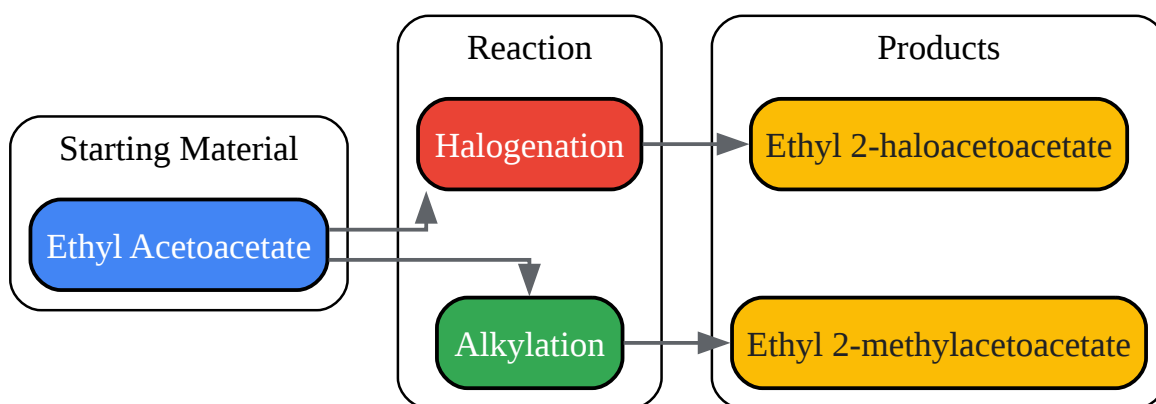 Starting Material
Ethyl Acetoacetate
Reaction
Halogenation
Alkylation
Products
Ethyl 2-haloacetoacetate
Ethyl 2-methylacetoacetate